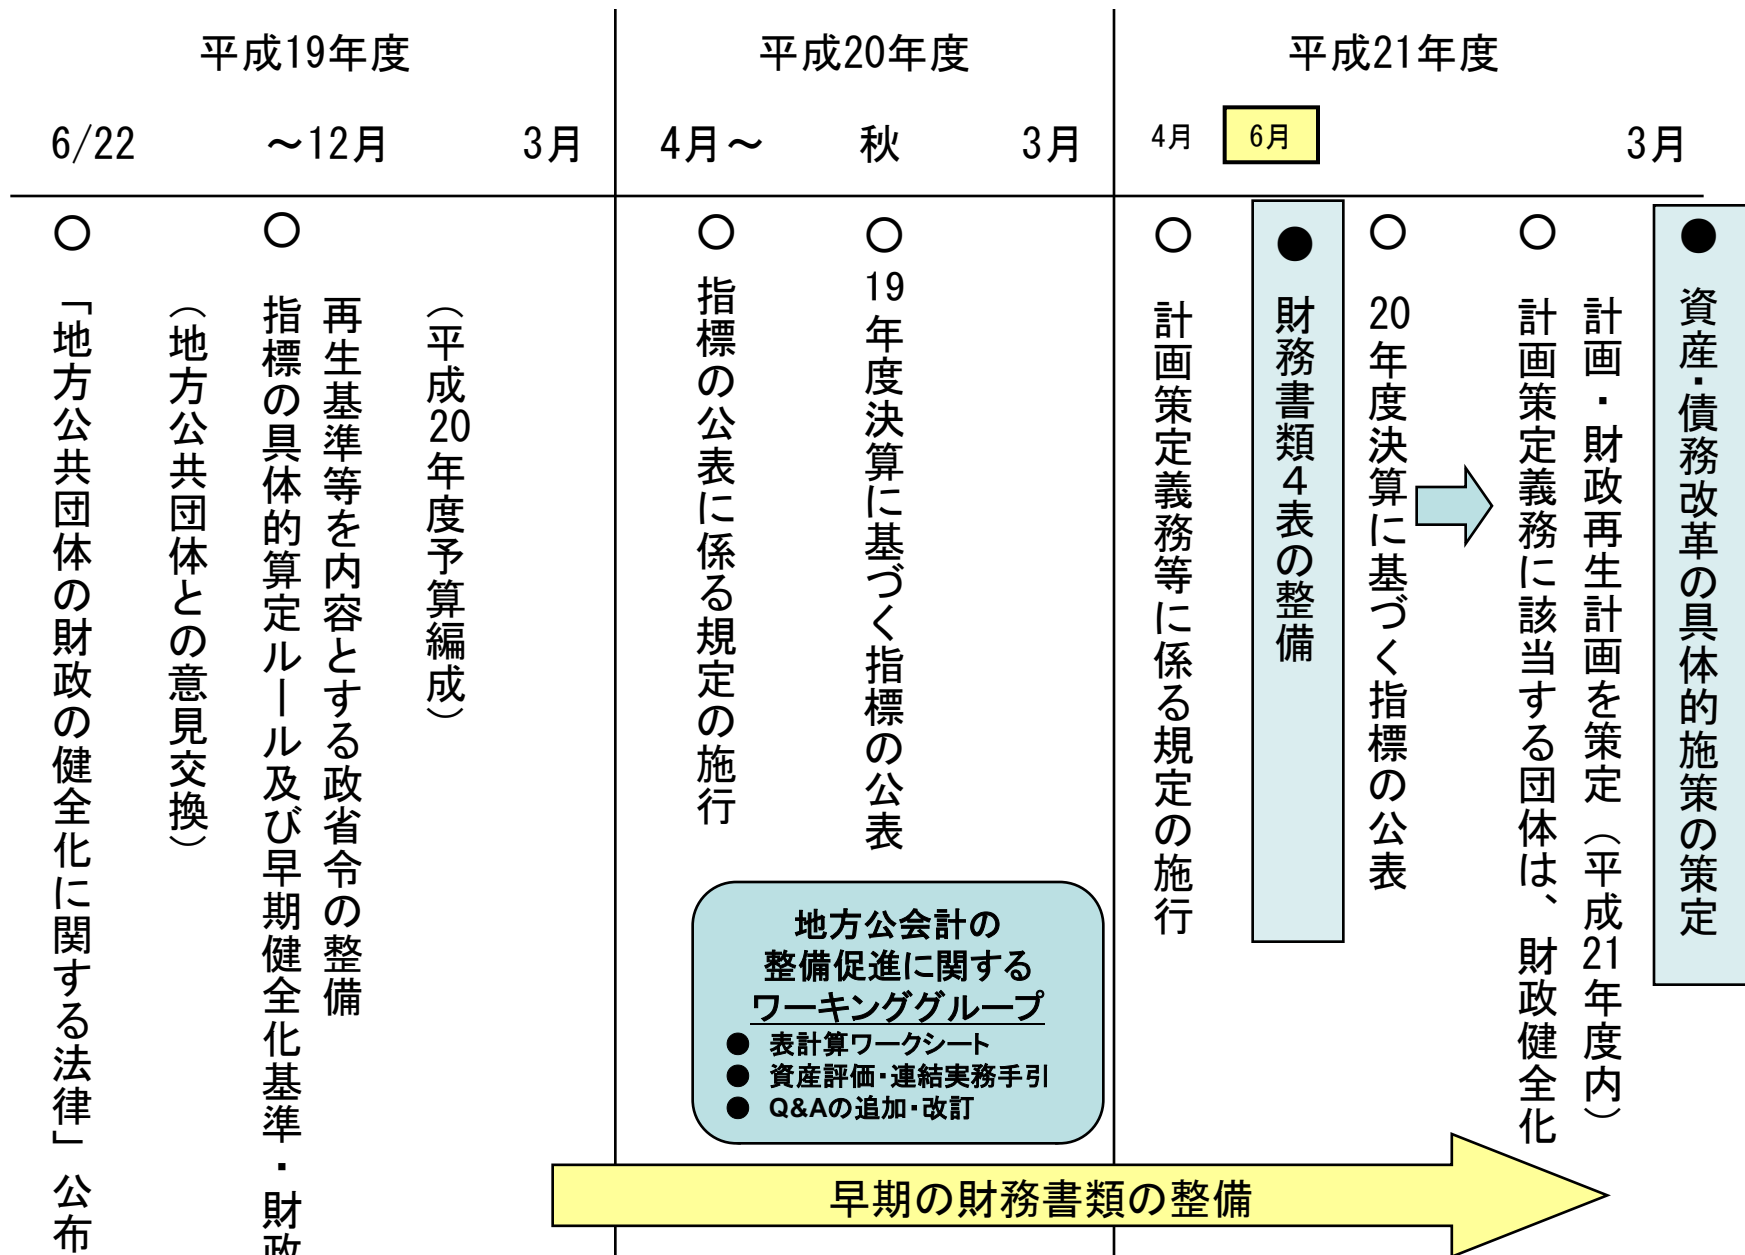 平成19年度
平成20年度
平成21年度
6/22
～12月
3月
4月～
秋
3月
4月
6月
3月
○ 「地方公共団体の財政の健全化に関する法律」公布
（地方公共団体との意見交換）
○ 指標の具体的算定ルール及び早期健全化基準・財政
再生基準等を内容とする政省令の整備
（平成20年度予算編成）
○ 指標の公表に係る規定の施行
○ 19年度決算に基づく指標の公表
地方公会計の
整備促進に関する
ワーキンググループ
● 表計算ワークシート
● 資産評価・連結実務手引
● Q&Aの追加・改訂
○ 計画策定義務等に係る規定の施行
● 財務書類４表の整備
○ 20年度決算に基づく指標の公表
○ 計画策定義務に該当する団体は、財政健全化
計画・財政再生計画を策定（平成21年度内）
● 資産・債務改革の具体的施策の策定
早期の財務書類の整備